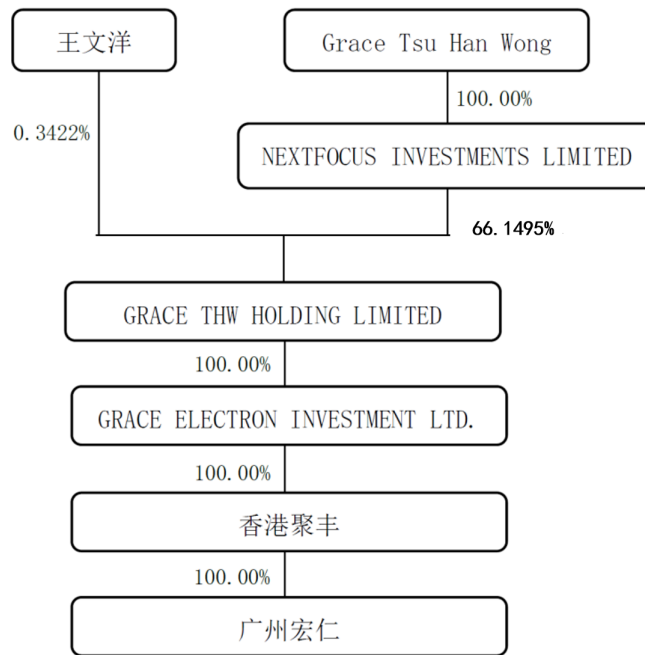 王文洋
Grace Tsu Han Wong
100.00%
0.3422%
NEXTFOCUS INVESTMENTS LIMITED
66.1495%
GRACE THW HOLDING LIMITED
100.00%
GRACE ELECTRON INVESTMENT LTD.
100.00%
香港聚丰
100.00%
广州宏仁